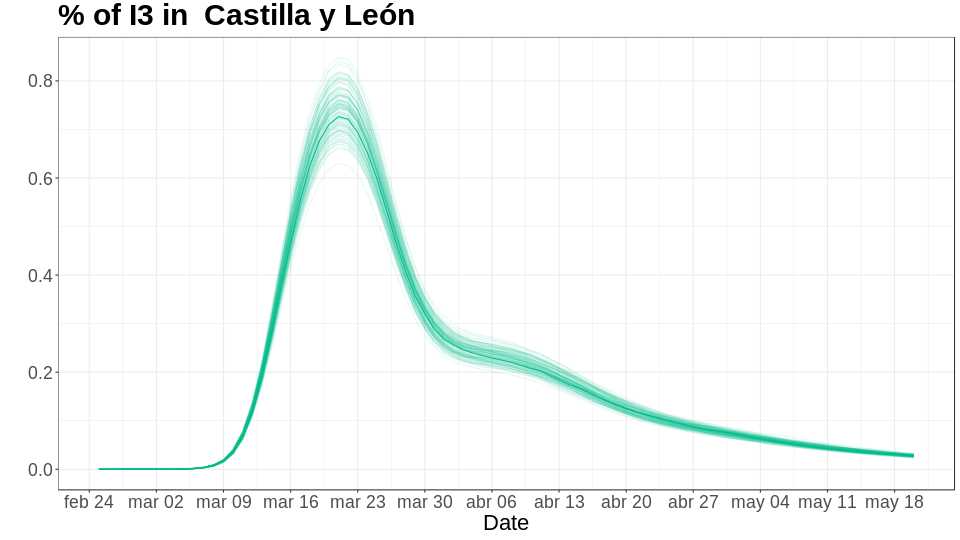 % of I3 in  Castilla y León
0.8
0.6
0.4
0.2
0.0
feb 24 mar 02 mar 09 mar 16 mar 23 mar 30 abr 06 abr 13 abr 20 abr 27 may 04 may 11 may 18
Date